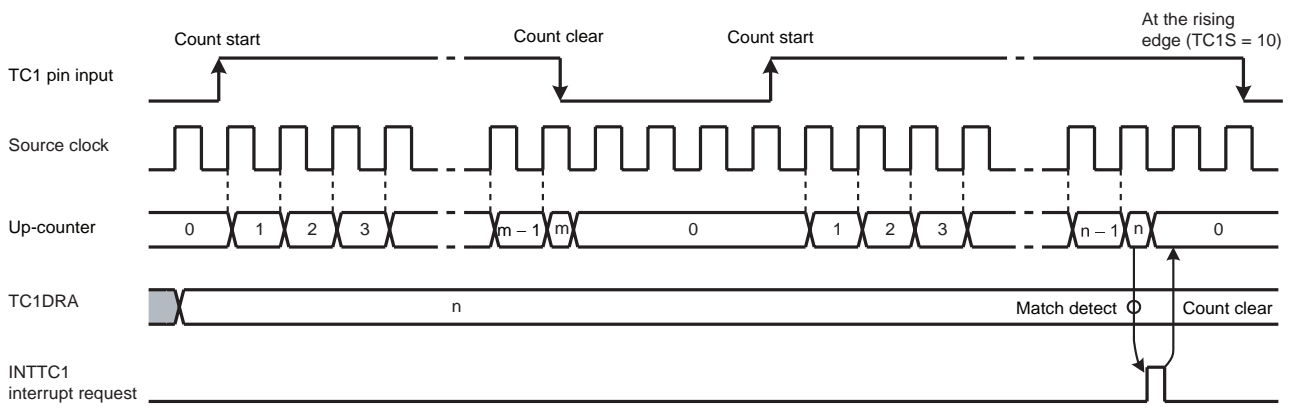 At the rising
edge (TC1S = 10)
Count start
Count clear
Count start
TC1 pin input
Source clock
Up-counter
0
1
2
3
m – 1
m
0
1
2
3
n – 1
n
0
TC1DRA
n
Match detect
Count clear
INTTC1
interrupt request